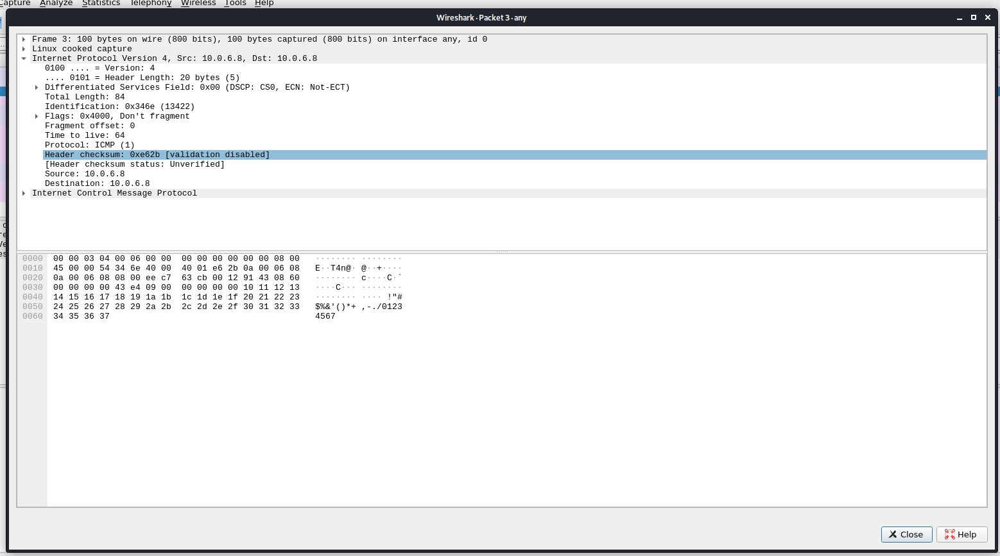 Capture Analyze Statistics Telephony Wireless Tools Help
Wireshark · Packet 3 · any
Frame 3: 100 bytes on wire (800 bits), 100 bytes captured (800 bits) on interface any, id 0
Linux cooked capture
Internet Protocol Version 4, Src: 10.0.6.8, Dst: 10.0.6.8
0100 .... = Version: 4
.... 0101 = Header Length: 20 bytes (5)
Differentiated Services Field: 0x00 (DSCP: CS0, ECN: Not-ECT)
Total Length: 84
Identification: 0x346e (13422)
Flags: 0x4000, Don't fragment
Fragment offset: 0
Time to live: 64
Protocol: ICMP (1)
Header checksum: 0xe62b [validation disabled]
[Header checksum status: Unverified]
Source: 10.0.6.8
Destination: 10.0.6.8
Internet Control Message Protocol
0000 00 00 03 04 00 06 00 00 00 00 00 00 00 00 08 00 ········ ········
0010 45 00 00 54 34 6e 40 00 40 01 e6 2b 0a 00 06 08 E··T4n@· @··+····
0020 0a 00 06 08 08 00 ee c7 63 cb 00 12 91 43 08 60 ········ c····C·`
0030 00 00 00 00 43 e4 09 00 00 00 00 00 10 11 12 13 ····C··· ········
0040 14 15 16 17 18 19 1a 1b 1c 1d 1e 1f 20 21 22 23 ········ ···· !"#
0050 24 25 26 27 28 29 2a 2b 2c 2d 2e 2f 30 31 32 33 $%&'()*+ ,-./0123
0060 34 35 36 37 4567
Close Help